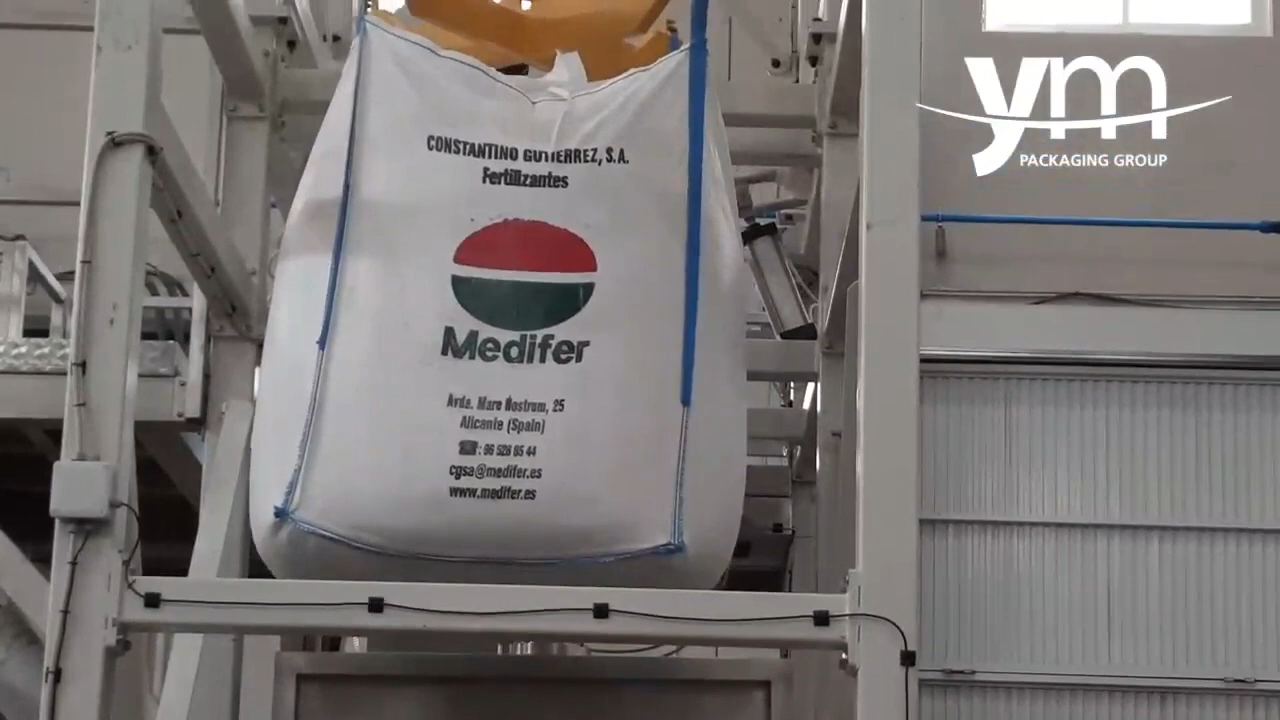 CONSTANTINO GUTIERREZ, S.A.
Fertilizantes
Medifer
Avda. Mare Nostrum, 25
Alicante (Spain)
☎: 96 528 65 44
cgsa@medifer.es
www.medifer.es
ym
PACKAGING GROUP